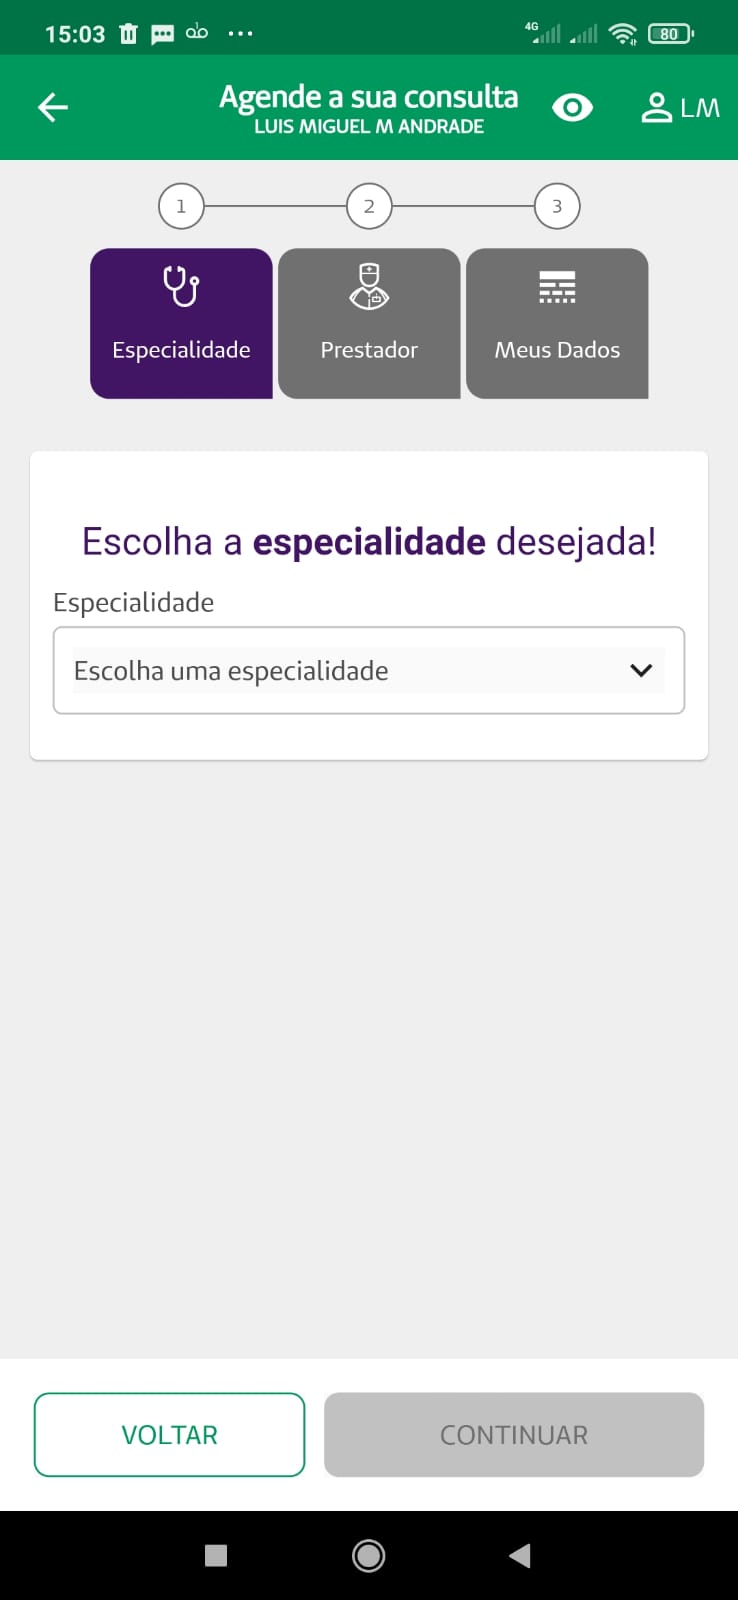 15:03
4G
80
Agende a sua consulta
LUIS MIGUEL M ANDRADE
LM
1
2
3
Especialidade
Prestador
Meus Dados
Escolha a especialidade desejada!
Especialidade
Escolha uma especialidade
VOLTAR
CONTINUAR